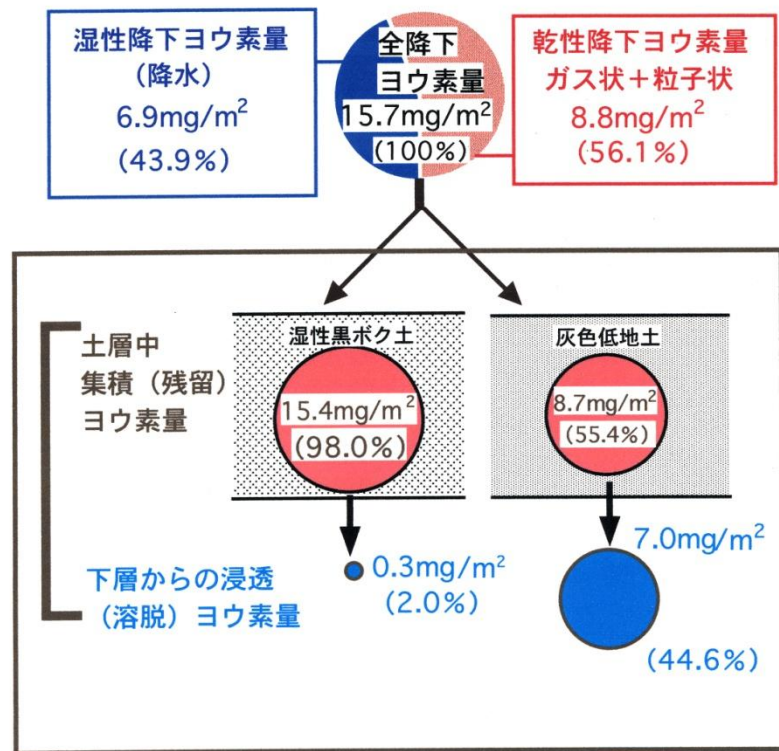 湿性降下ヨウ素量
（降水）
6.9mg/m²
(43.9%)
全降下
ヨウ素量
15.7mg/m²
(100%)
乾性降下ヨウ素量
ガス状＋粒子状
8.8mg/m²
(56.1%)
土層中
集積（残留）
ヨウ素量
湿性黒ボク土
15.4mg/m²
(98.0%)
灰色低地土
8.7mg/m²
(55.4%)
下層からの浸透
（溶脱）ヨウ素量
0.3mg/m²
(2.0%)
7.0mg/m²
(44.6%)